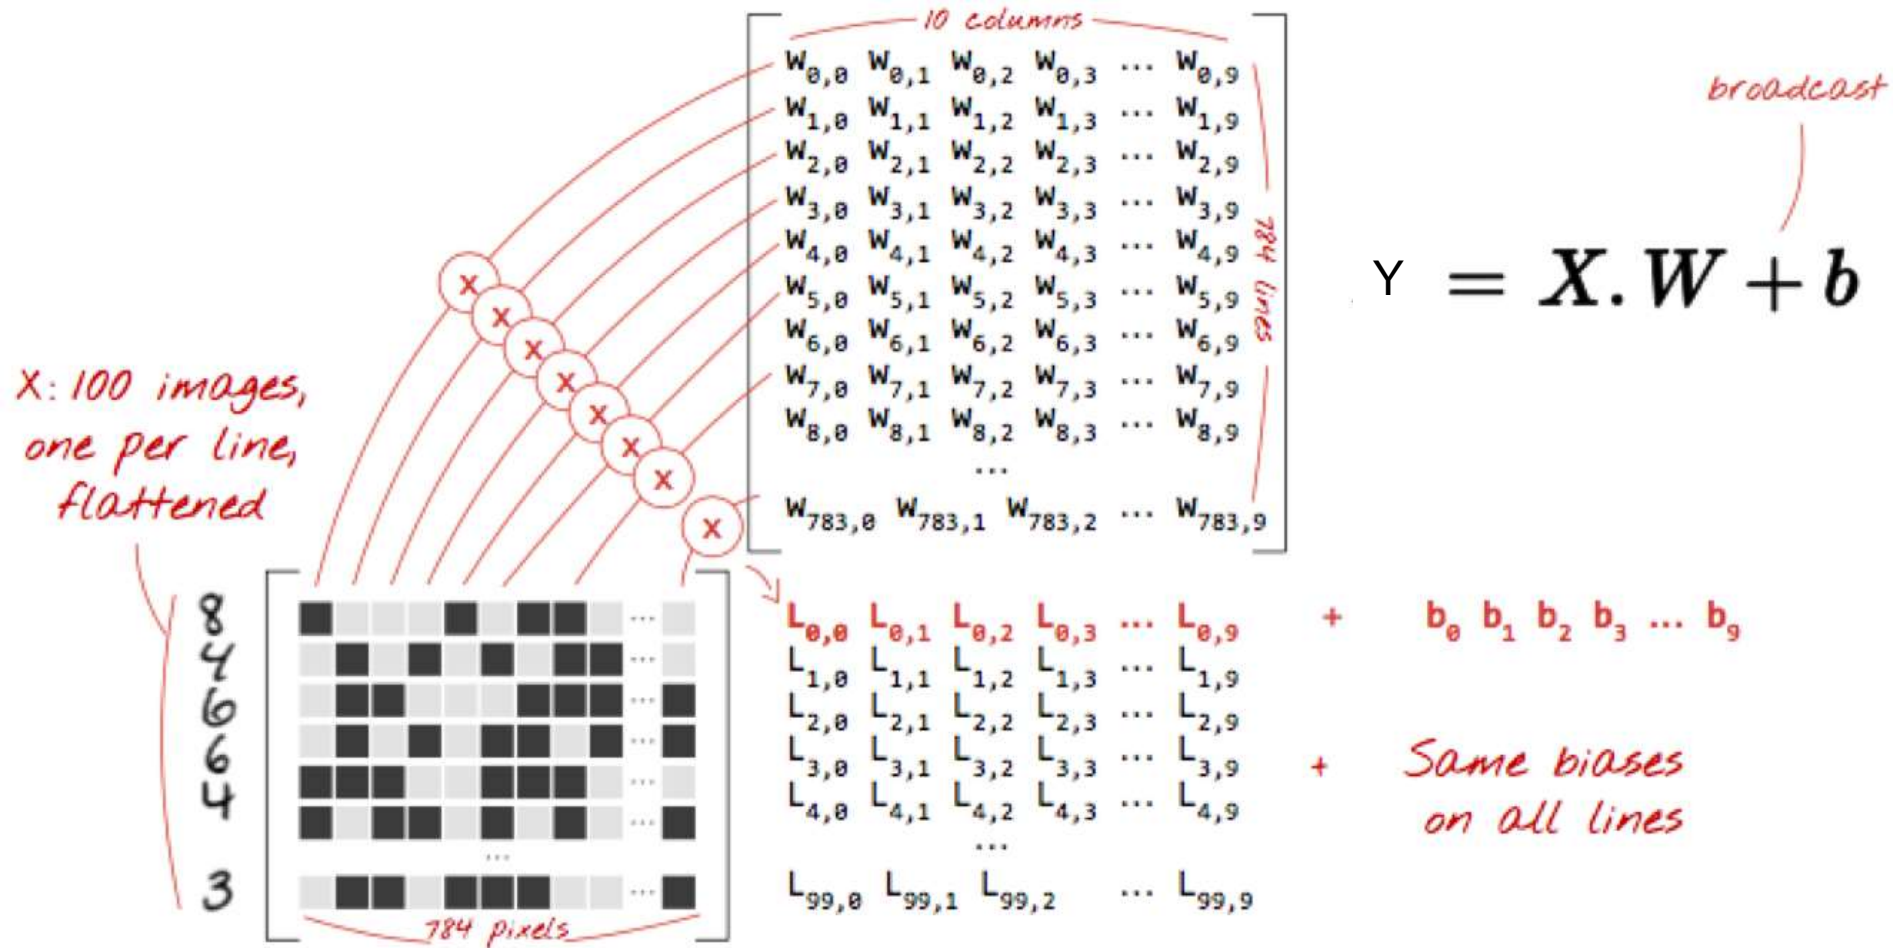 10 columns
W0,0 W0,1 W0,2 W0,3 ... W0,9
W1,0 W1,1 W1,2 W1,3 ... W1,9
W2,0 W2,1 W2,2 W2,3 ... W2,9
W3,0 W3,1 W3,2 W3,3 ... W3,9
W4,0 W4,1 W4,2 W4,3 ... W4,9
W5,0 W5,1 W5,2 W5,3 ... W5,9
W6,0 W6,1 W6,2 W6,3 ... W6,9
W7,0 W7,1 W7,2 W7,3 ... W7,9
W8,0 W8,1 W8,2 W8,3 ... W8,9
...
W783,0 W783,1 W783,2 ... W783,9
784 lines
broadcast
Y = X.W + b
x
x
x
x
x
x
x
x
X: 100 images,
one per line,
flattened
8
4
6
6
4
3
...
...
...
...
...
...
...
...
784 pixels
L0,0 L0,1 L0,2 L0,3 ... L0,9 + b0 b1 b2 b3 ... b9
L1,0 L1,1 L1,2 L1,3 ... L1,9
L2,0 L2,1 L2,2 L2,3 ... L2,9
L3,0 L3,1 L3,2 L3,3 ... L3,9
L4,0 L4,1 L4,2 L4,3 ... L4,9
...
L99,0 L99,1 L99,2 ... L99,9
+ Same biases
on all lines